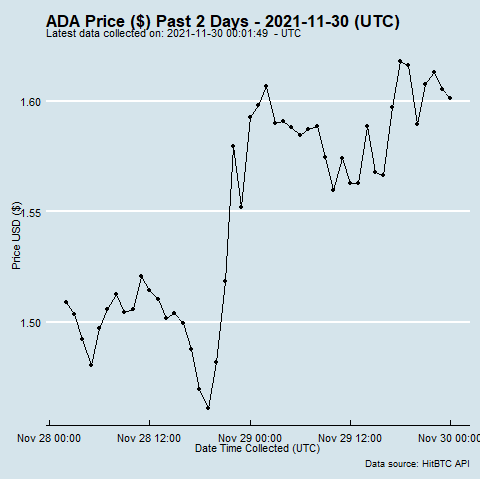 ADA Price ($) Past 2 Days - 2021-11-30 (UTC)
Latest data collected on: 2021-11-30 00:01:49 - UTC
1.60
1.55
1.50
Price USD ($)
Nov 28 00:00 Nov 28 12:00 Nov 29 00:00 Nov 29 12:00 Nov 30 00:00
Date Time Collected (UTC)
Data source: HitBTC API